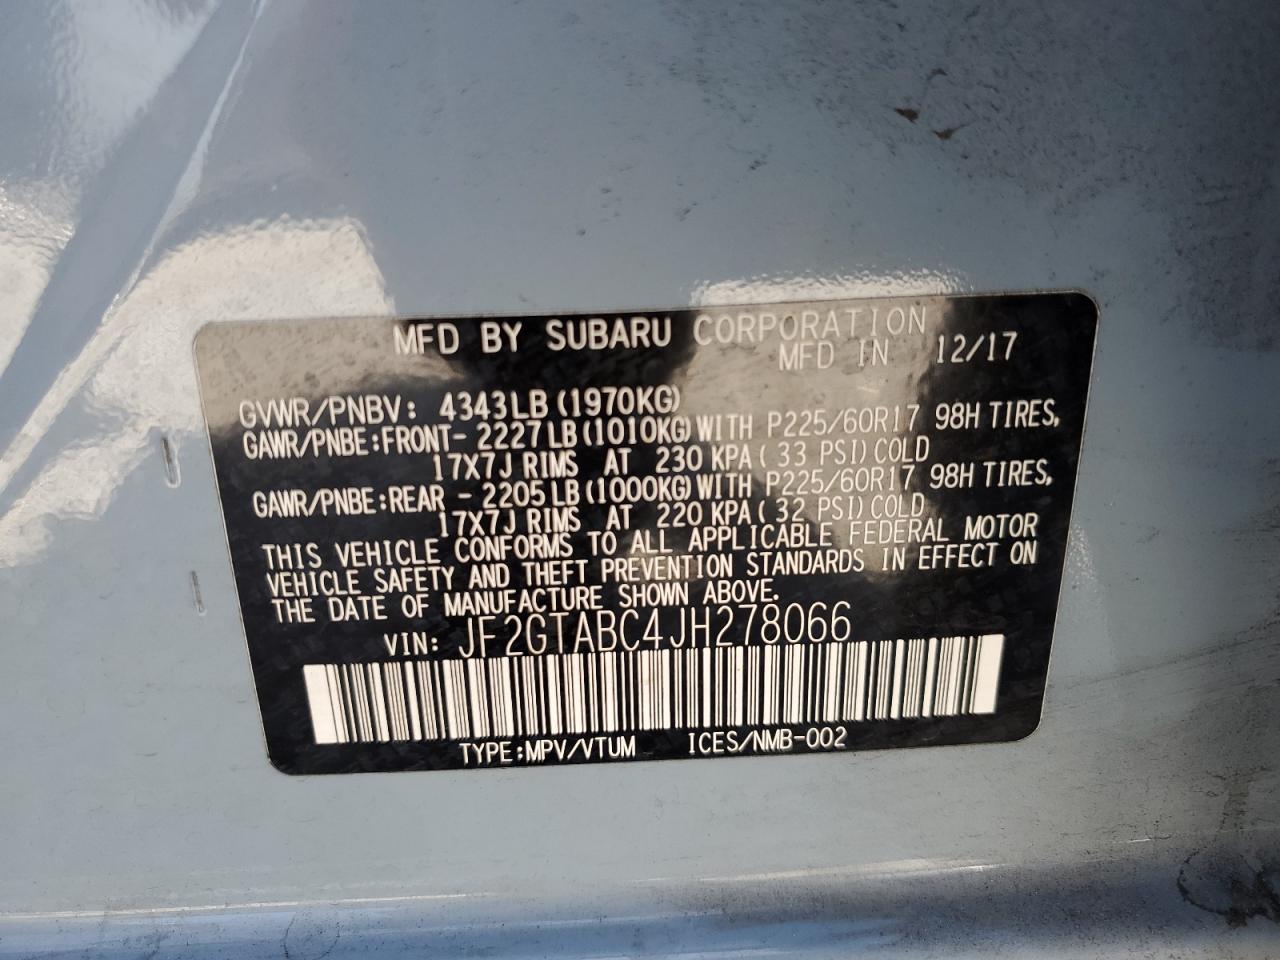 MFD BY SUBARU CORPORATION
MFD IN 12/17
GVWR/PNBV: 4343LB (1970KG)
GAWR/PNBE:FRONT- 2227LB(1010KG)WITH P225/60R17 98H TIRES,
17X7J RIMS AT 230 KPA( 33 PSI)COLD
GAWR/PNBE:REAR - 2205LB(1000KG)WITH P225/60R17 98H TIRES,
17X7J RIMS AT 220 KPA( 32 PSI)COLD
THIS VEHICLE CONFORMS TO ALL APPLICABLE FEDERAL MOTOR
VEHICLE SAFETY AND THEFT PREVENTION STANDARDS IN EFFECT ON
THE DATE OF MANUFACTURE SHOWN ABOVE.
VIN: JF2GTABC4JH278066
TYPE:MPV/VTUM ICES/NMB-002